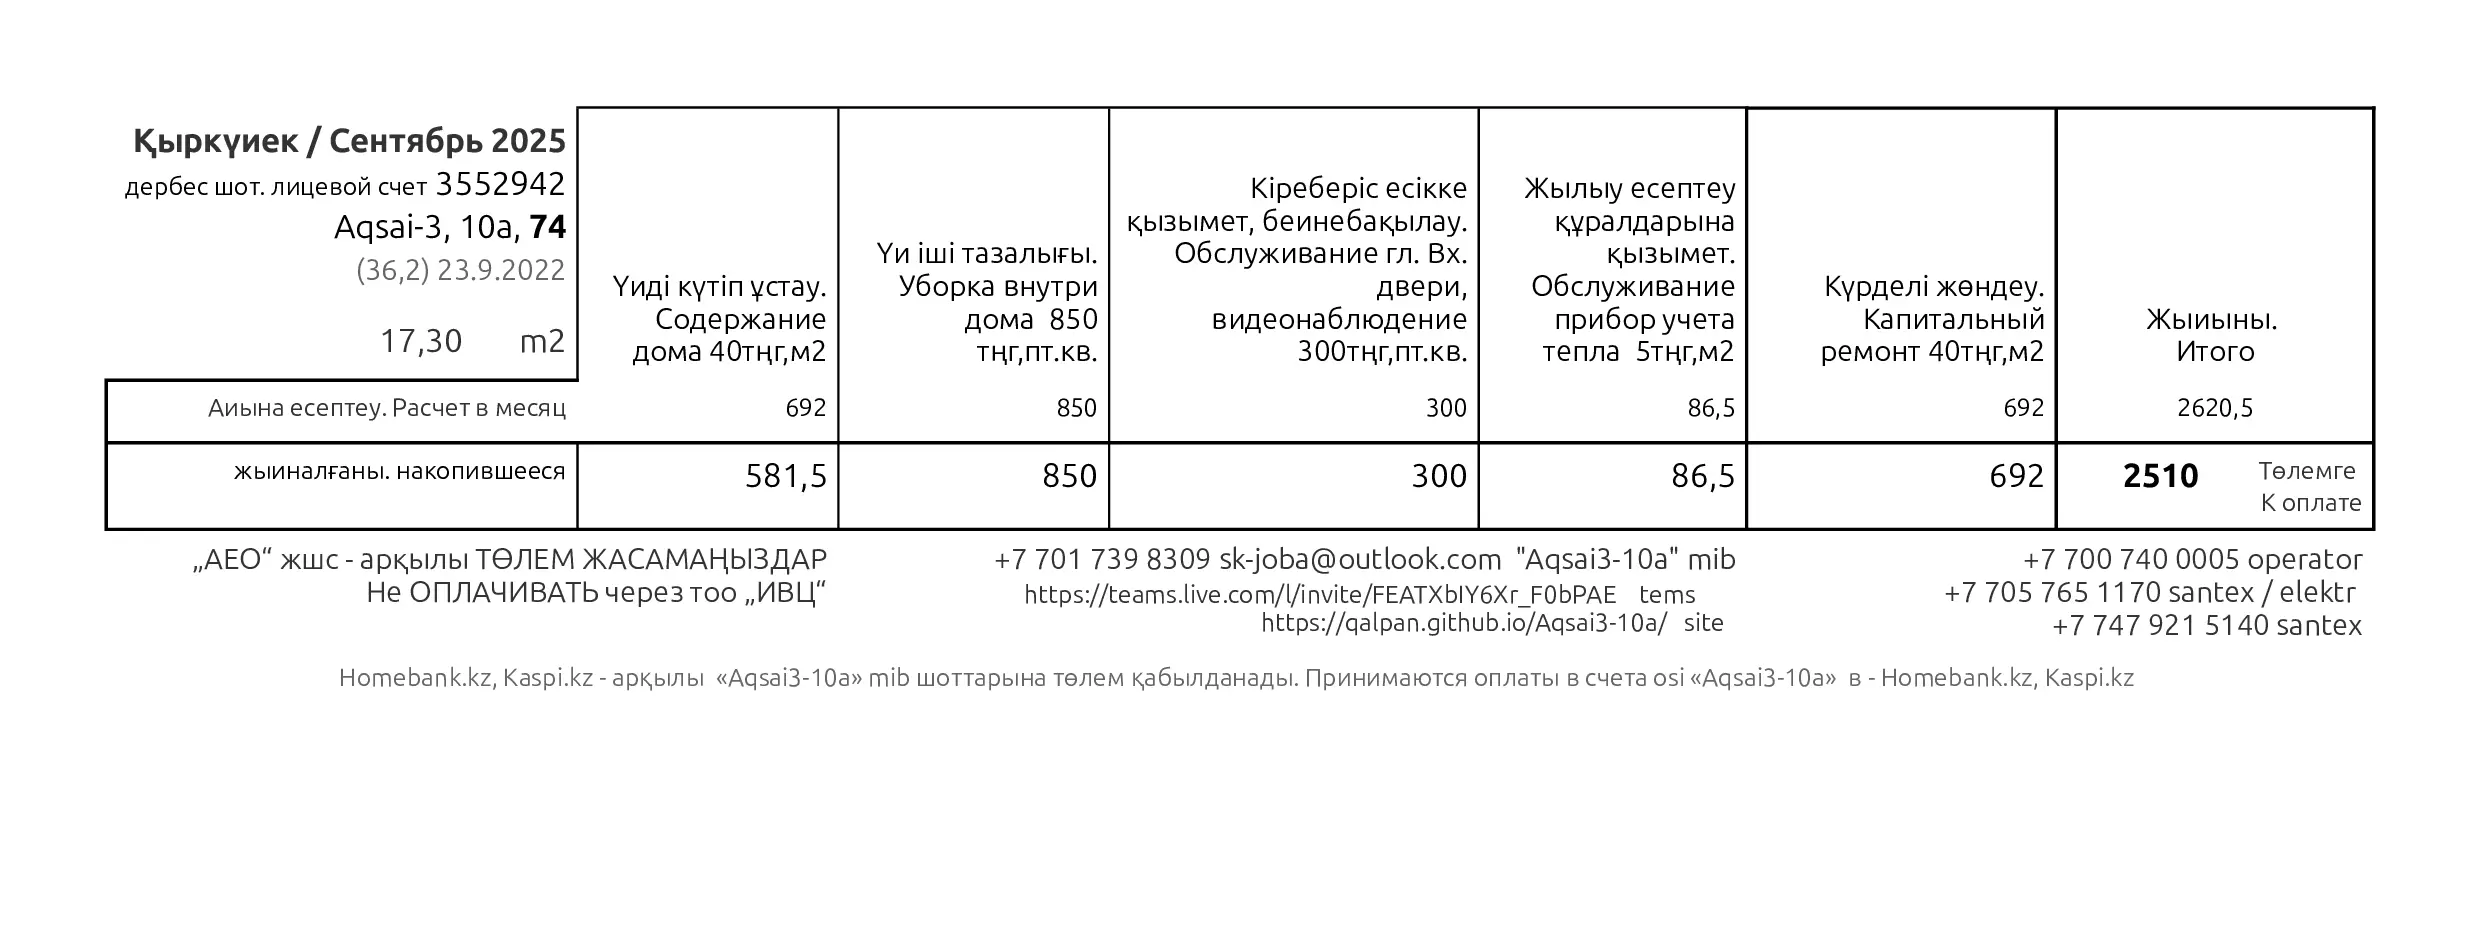 Қыркүиек / Сентябрь 2025
дербес шот. лицевой счет 3552942
Aqsai-3, 10a, 74
(36,2) 23.9.2022
17,30 m2
Үиді күтіп ұстау.
Содержание
дома 40тңг,м2
Үи іші тазалығы.
Уборка внутри
дома 850
тңг,пт.кв.
Кіреберіс есікке
қызымет, беинебақылау.
Обслуживание гл. Вх.
двери,
видеонаблюдение
300тңг,пт.кв.
Жылыу есептеу
құралдарына
қызымет.
Обслуживание
прибор учета
тепла 5тңг,м2
Күрделі жөндеу.
Капитальный
ремонт 40тңг,м2
Жыиыны.
Итого
Аиына есептеу. Расчет в месяц 692 850 300 86,5 692 2620,5
жыиналғаны. накопившееся 581,5 850 300 86,5 692 2510 Төлемге
К оплате
„АЕО“ жшс - арқылы ТӨЛЕМ ЖАСАМАҢЫЗДАР
Не ОПЛАЧИВАТЬ через тоо „ИВЦ“
+7 701 739 8309 sk-joba@outlook.com "Aqsai3-10a" mib
https://teams.live.com/l/invite/FEATXbIY6Xr_F0bPAE tems
https://qalpan.github.io/Aqsai3-10a/ site
+7 700 740 0005 operator
+7 705 765 1170 santex / elektr
+7 747 921 5140 santex
Homebank.kz, Kaspi.kz - арқылы «Aqsai3-10a» mib шоттарына төлем қабылданады. Принимаются оплаты в счета osi «Aqsai3-10a» в - Homebank.kz, Kaspi.kz